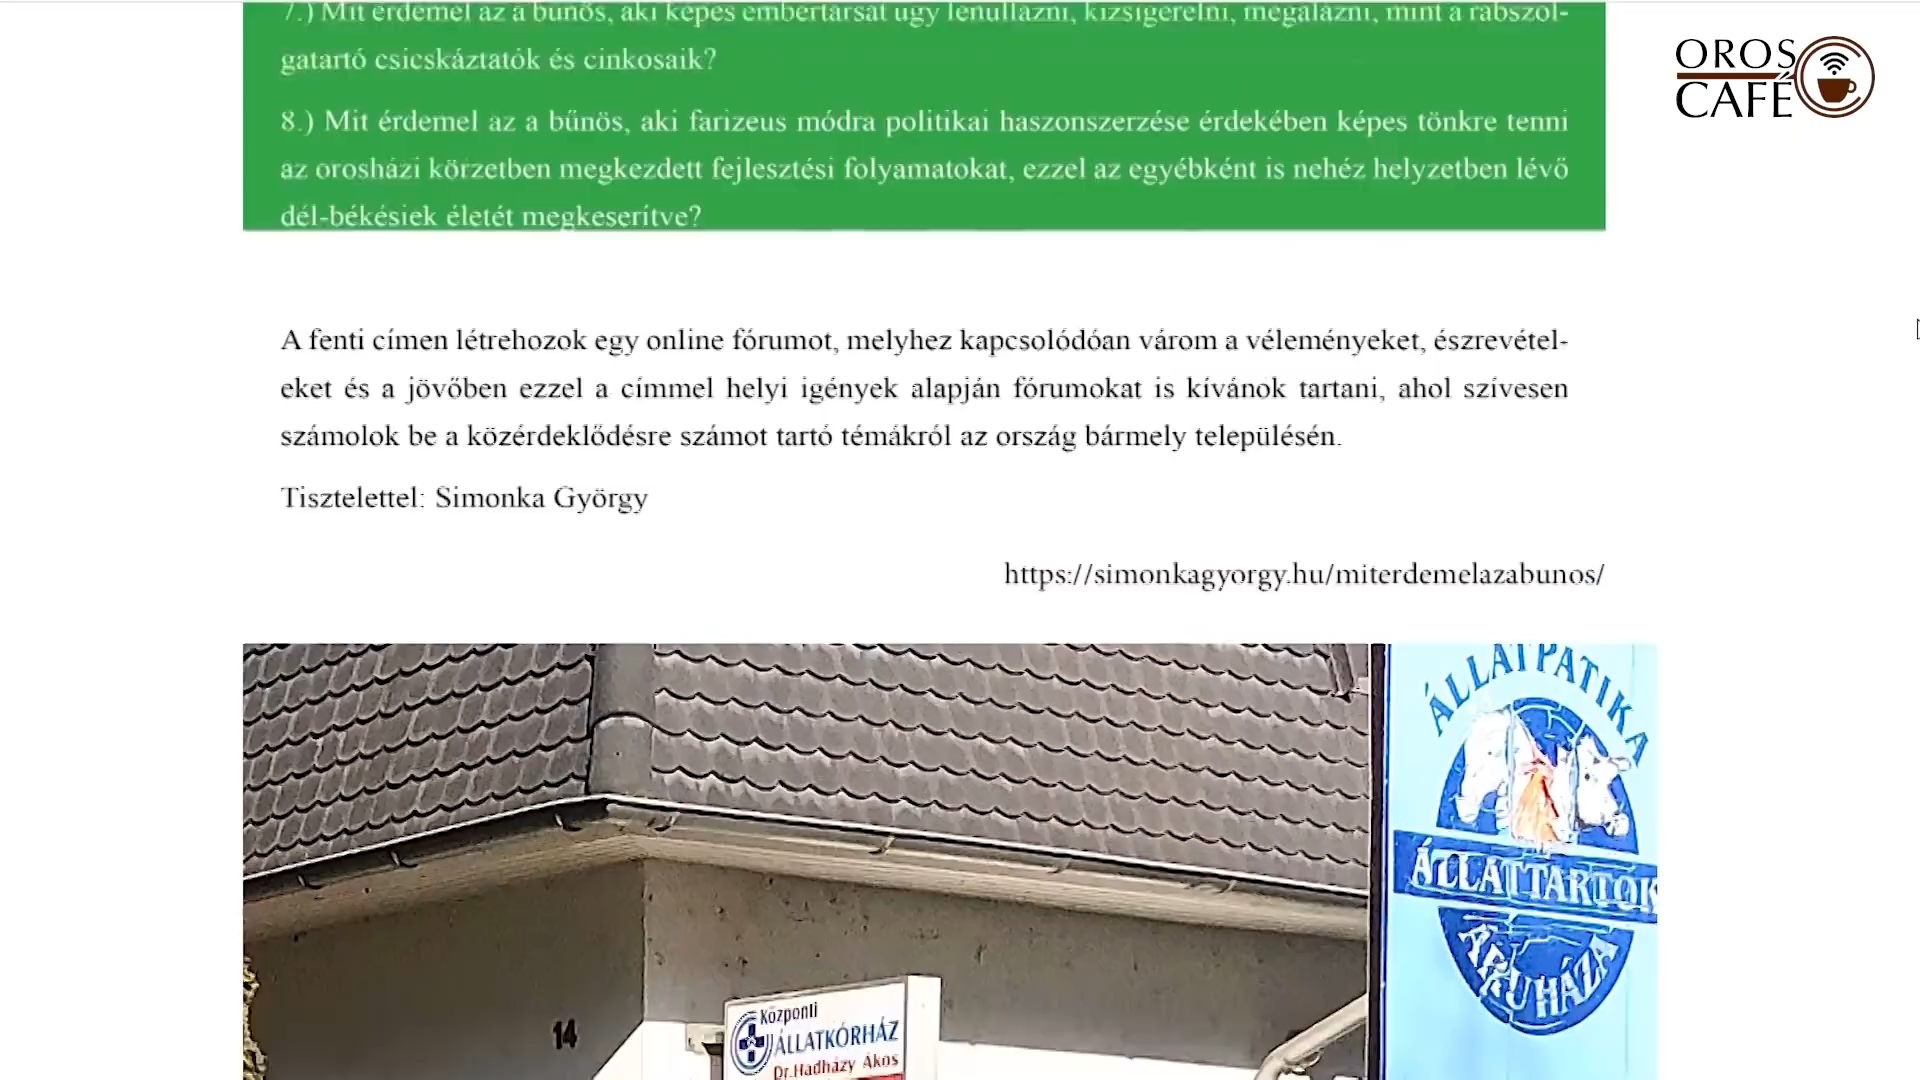 7.) Mit érdemel az a bűnös, aki képes embertársát úgy lenullázni, kizsigerelni, megalázni, mint a rabszol-
gatartó csicskáztatók és cinkosaik?
8.) Mit érdemel az a bűnös, aki farizeus módra politikai haszonszerzése érdekében képes tönkre tenni
az orosházi körzetben megkezdett fejlesztési folyamatokat, ezzel az egyébként is nehéz helyzetben lévő
dél-békésiek életét megkeserítve?
OROS
CAFÉ
A fenti címen létrehozok egy online fórumot, melyhez kapcsolódóan várom a véleményeket, észrevétel-
eket és a jövőben ezzel a címmel helyi igények alapján fórumokat is kívánok tartani, ahol szívesen
számolok be a közérdeklődésre számot tartó témákról az ország bármely településén.
Tisztelettel: Simonka György
https://simonkagyorgy.hu/miterdemelazabunos/
ÁLLATPATIKA
ÁLLATTARTÓK
ÁRUHÁZA
14
Központi
ÁLLATKÓRHÁZ
Dr.Hadházy Ákos